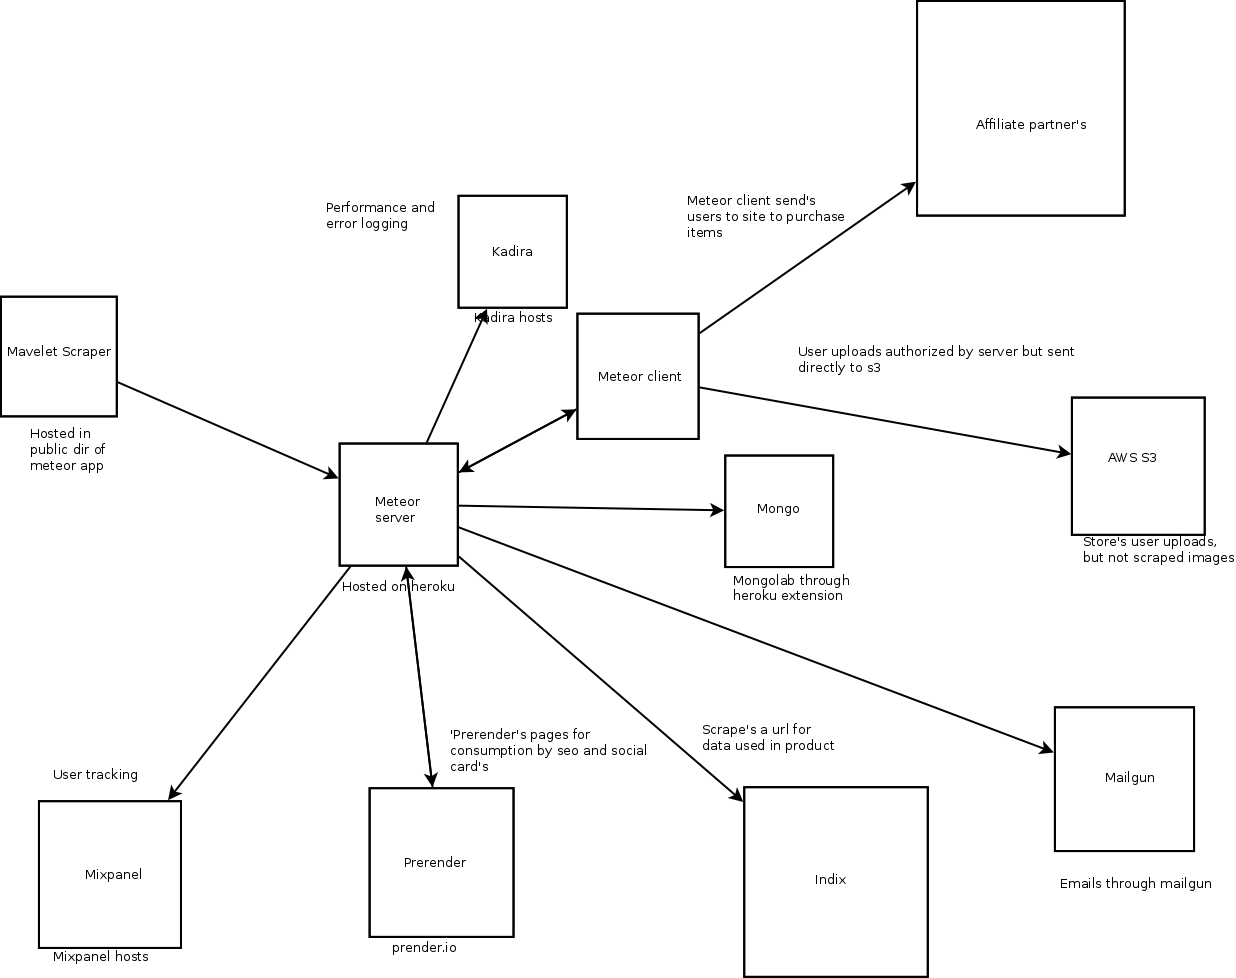 Affiliate partner's
Meteor client send's
users to site to purchase
items
Performance and
error logging
Kadira
Kadira hosts
Mavelet Scraper
Hosted in
public dir of
meteor app
Meteor client
User uploads authorized by server but sent
directly to s3
AWS S3
Store's user uploads,
but not scraped images
Meteor
server
Hosted on heroku
Mongo
Mongolab through
heroku extension
'Prerender's pages for
consumption by seo and social
card's
Scrape's a url for
data used in product
User tracking
Mixpanel
Mixpanel hosts
Prerender
prender.io
Indix
Mailgun
Emails through mailgun